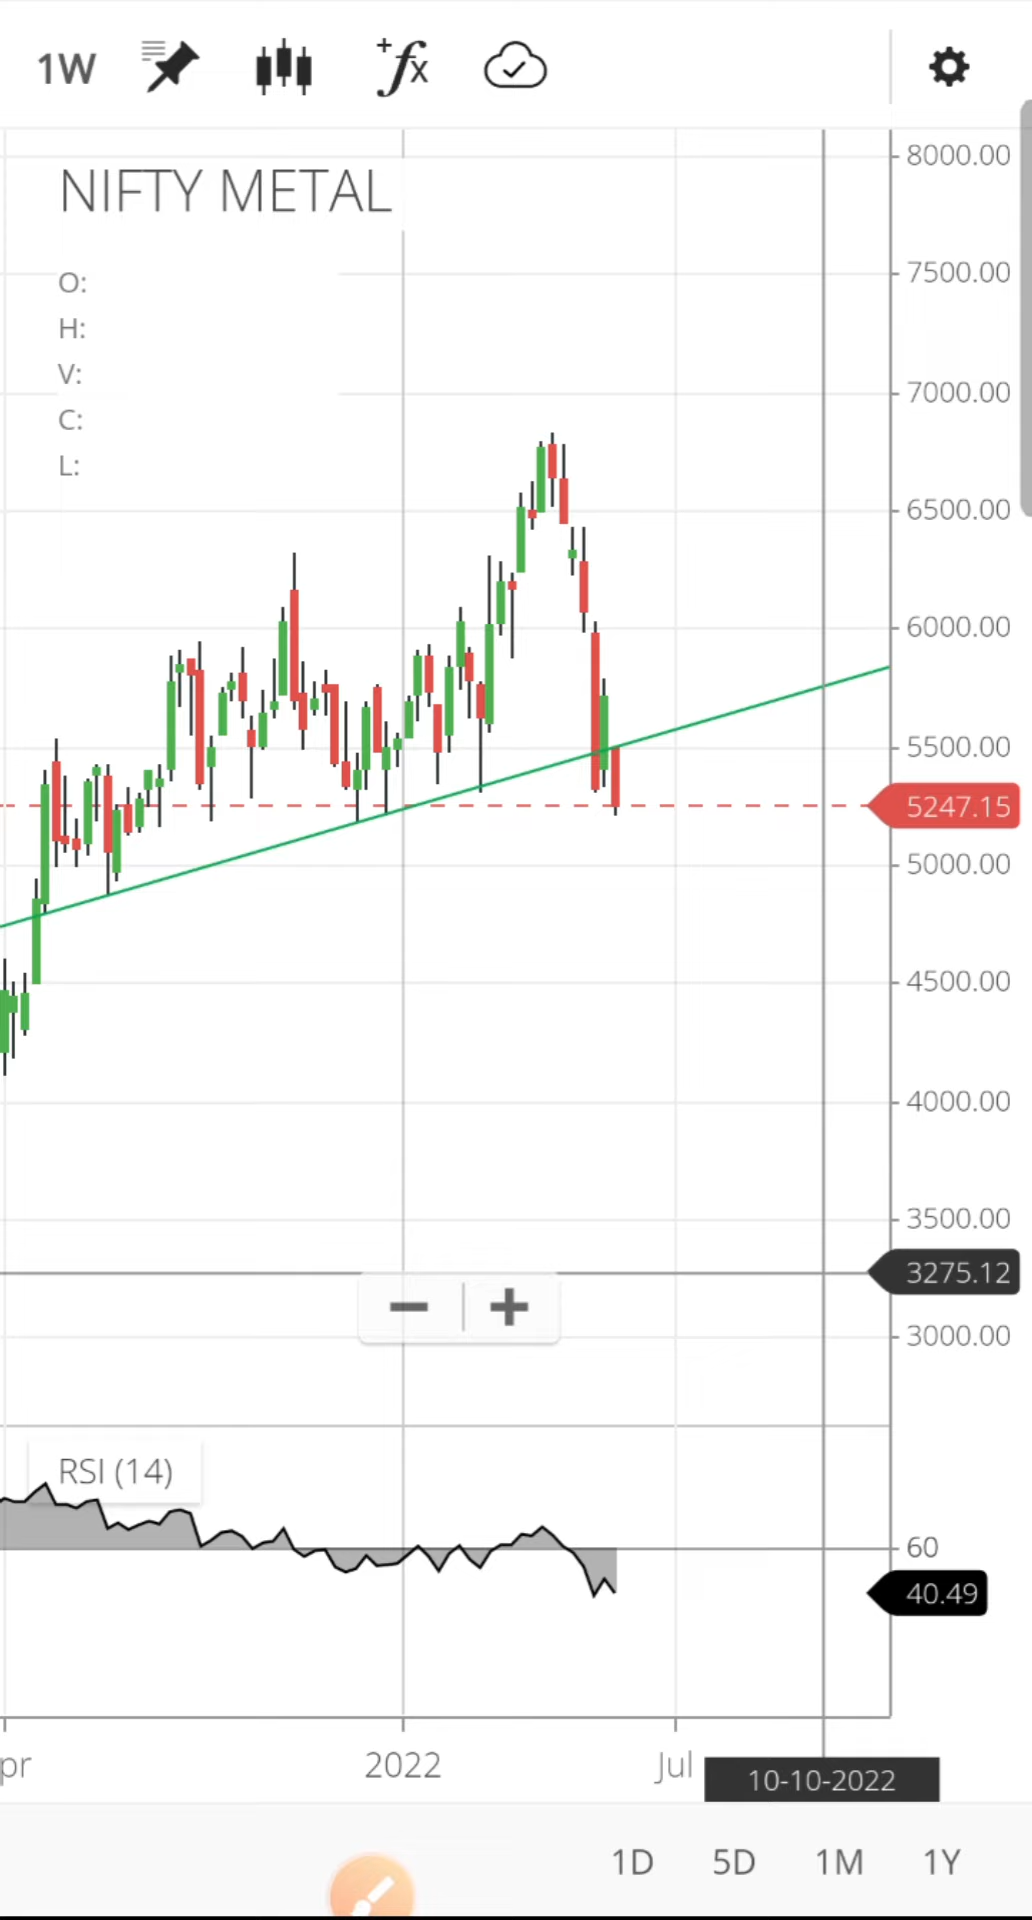 1W
+fx
NIFTY METAL
O:
H:
V:
C:
L:
8000.00
7500.00
7000.00
6500.00
6000.00
5500.00
5247.15
5000.00
4500.00
4000.00
3500.00
3275.12
3000.00
RSI (14)
60
40.49
pr 2022 Jul 10-10-2022
1D 5D 1M 1Y